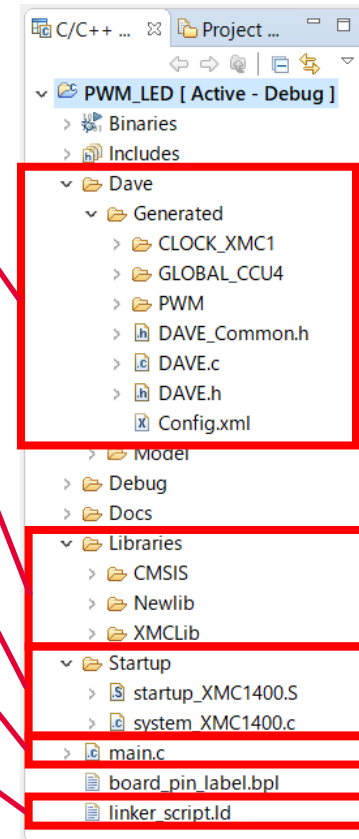 C/C++ ...
Project ...
PWM_LED [ Active - Debug ]
Binaries
Includes
Dave
Generated
CLOCK_XMC1
GLOBAL_CCU4
PWM
DAVE_Common.h
DAVE.c
DAVE.h
Config.xml
Model
Debug
Docs
Libraries
CMSIS
Newlib
XMCLib
Startup
startup_XMC1400.S
system_XMC1400.c
main.c
board_pin_label.bpl
linker_script.ld